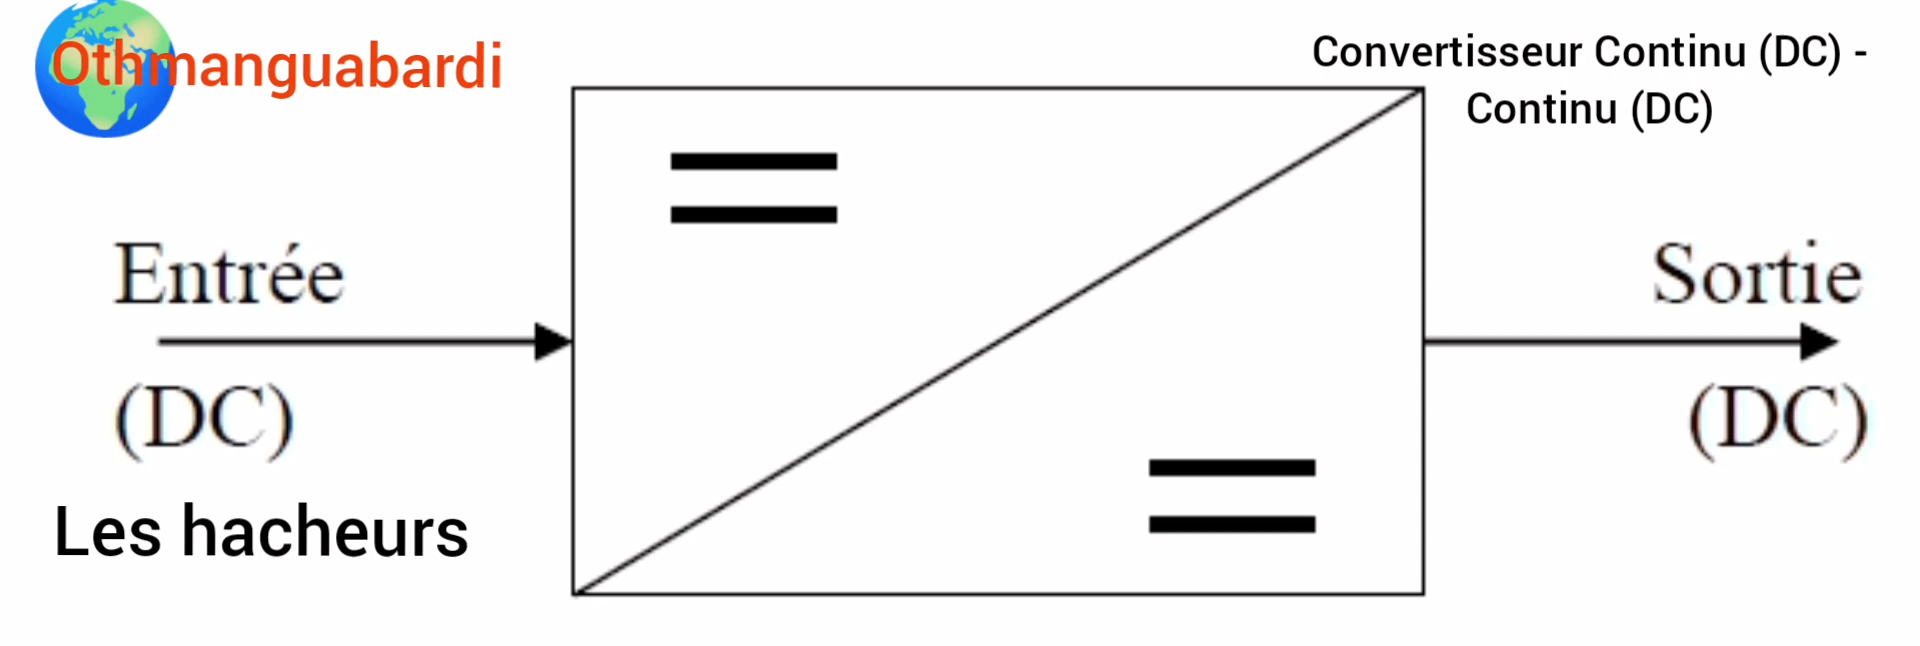 Othmanguabardi
Convertisseur Continu (DC) -
Continu (DC)
Entrée
(DC)
Sortie
(DC)
Les hacheurs